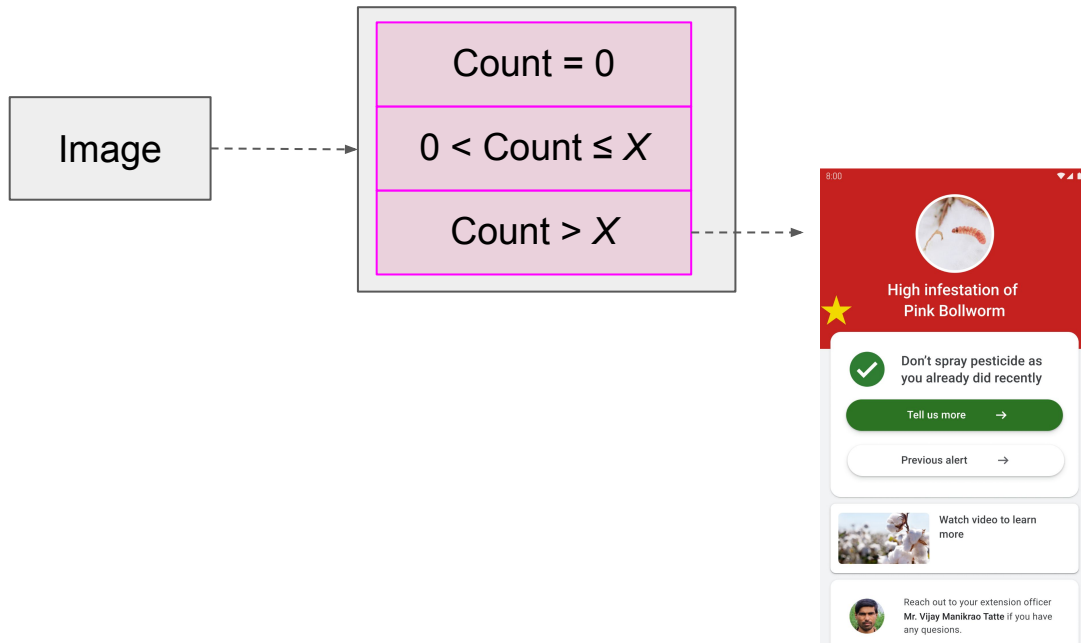 Image
Count = 0
0 < Count ≤ X
Count > X
8:00
High infestation of
Pink Bollworm
Don't spray pesticide as
you already did recently
Tell us more →
Previous alert →
Watch video to learn
more
Reach out to your extension officer
Mr. Vijay Manikrao Tatte if you have
any quesions.